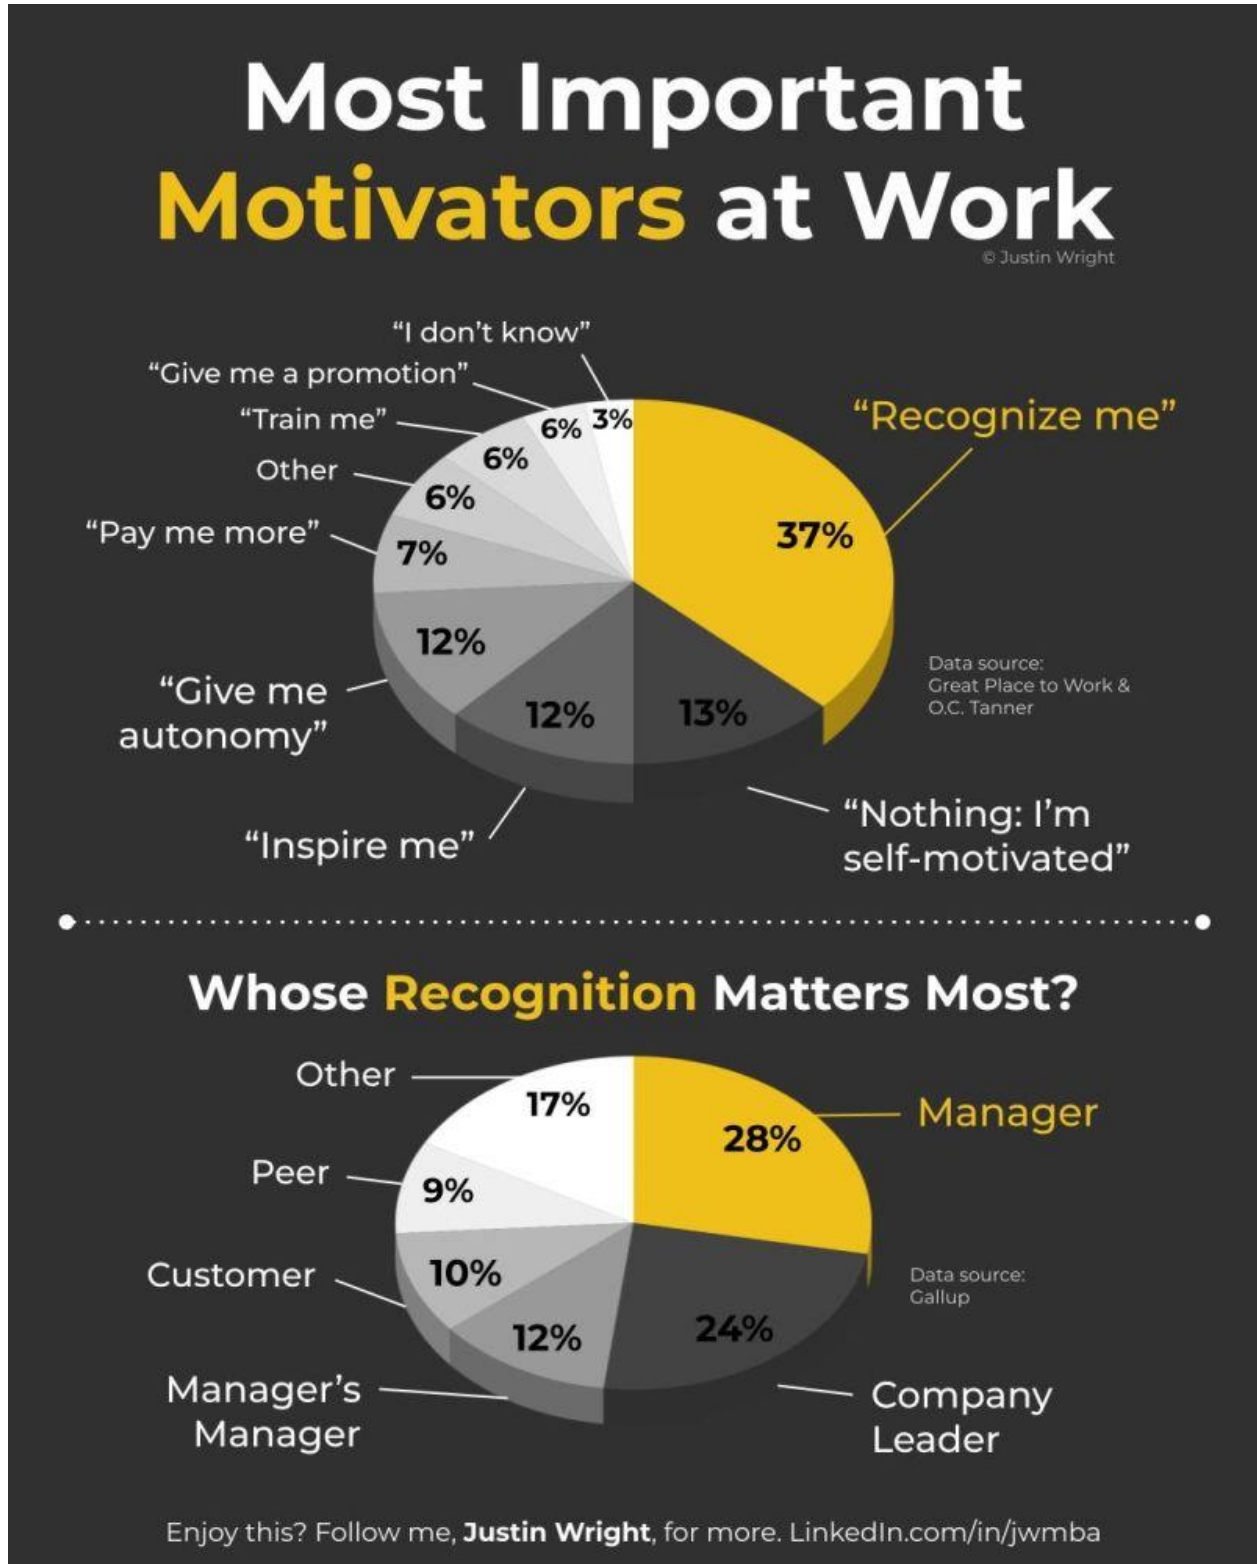 Most Important
Motivators at Work
© Justin Wright
“I don’t know”
“Give me a promotion”
“Train me”
Other
“Pay me more”
“Give me
autonomy”
“Inspire me”
“Recognize me”
3%
6%
6%
6%
7%
12%
12%
13%
37%
Data source:
Great Place to Work &
O.C. Tanner
“Nothing: I’m
self-motivated”
Whose Recognition Matters Most?
Other
17%
Manager
28%
Peer
9%
Customer
10%
Data source:
Gallup
12%
24%
Manager’s
Manager
Company
Leader
Enjoy this? Follow me, Justin Wright, for more. LinkedIn.com/in/jwmba